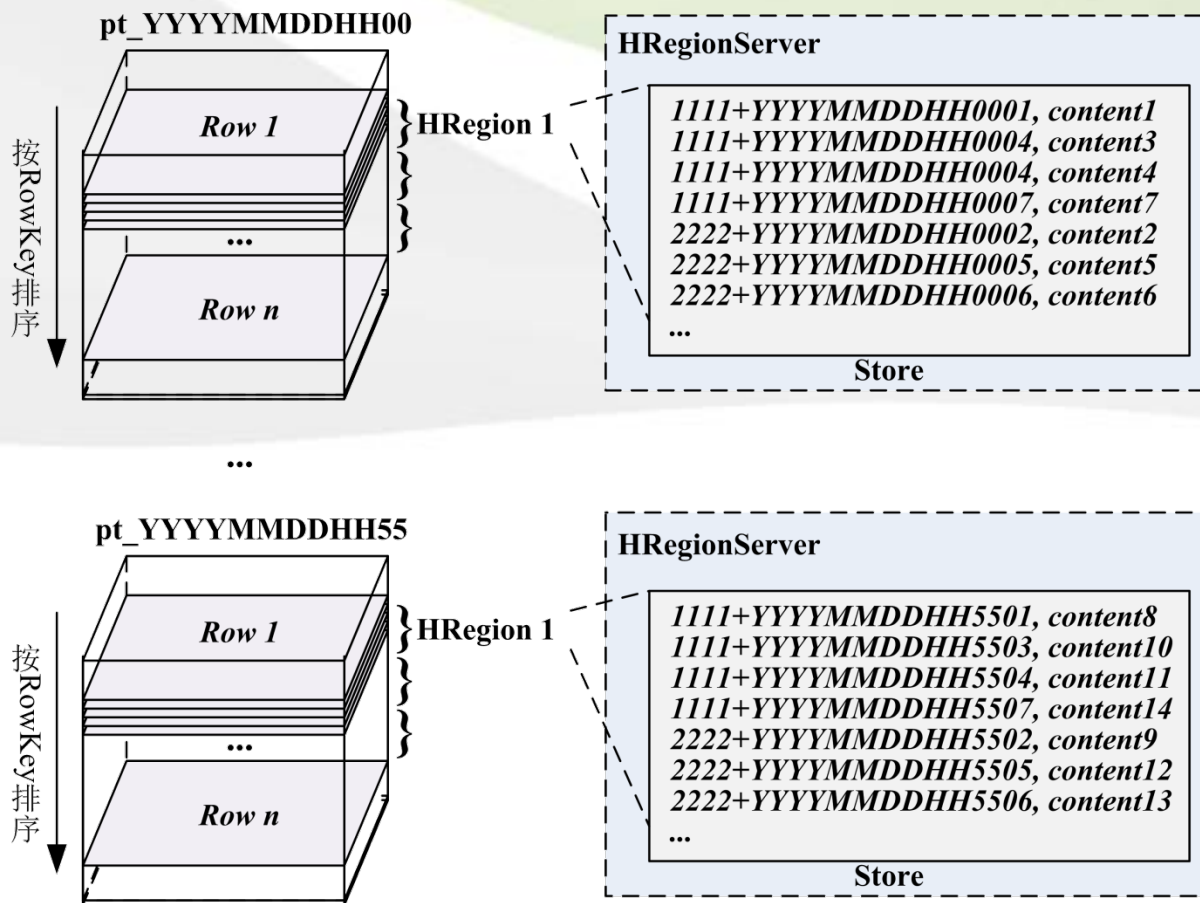 pt_YYYYMMDDHH00
按RowKey排序
Row 1
...
Row n
HRegion 1
HRegionServer
1111+YYYYMMDDHH0001, content1
1111+YYYYMMDDHH0004, content3
1111+YYYYMMDDHH0004, content4
1111+YYYYMMDDHH0007, content7
2222+YYYYMMDDHH0002, content2
2222+YYYYMMDDHH0005, content5
2222+YYYYMMDDHH0006, content6
...
Store
...
pt_YYYYMMDDHH55
按RowKey排序
Row 1
...
Row n
HRegion 1
HRegionServer
1111+YYYYMMDDHH5501, content8
1111+YYYYMMDDHH5503, content10
1111+YYYYMMDDHH5504, content11
1111+YYYYMMDDHH5507, content14
2222+YYYYMMDDHH5502, content9
2222+YYYYMMDDHH5505, content12
2222+YYYYMMDDHH5506, content13
...
Store